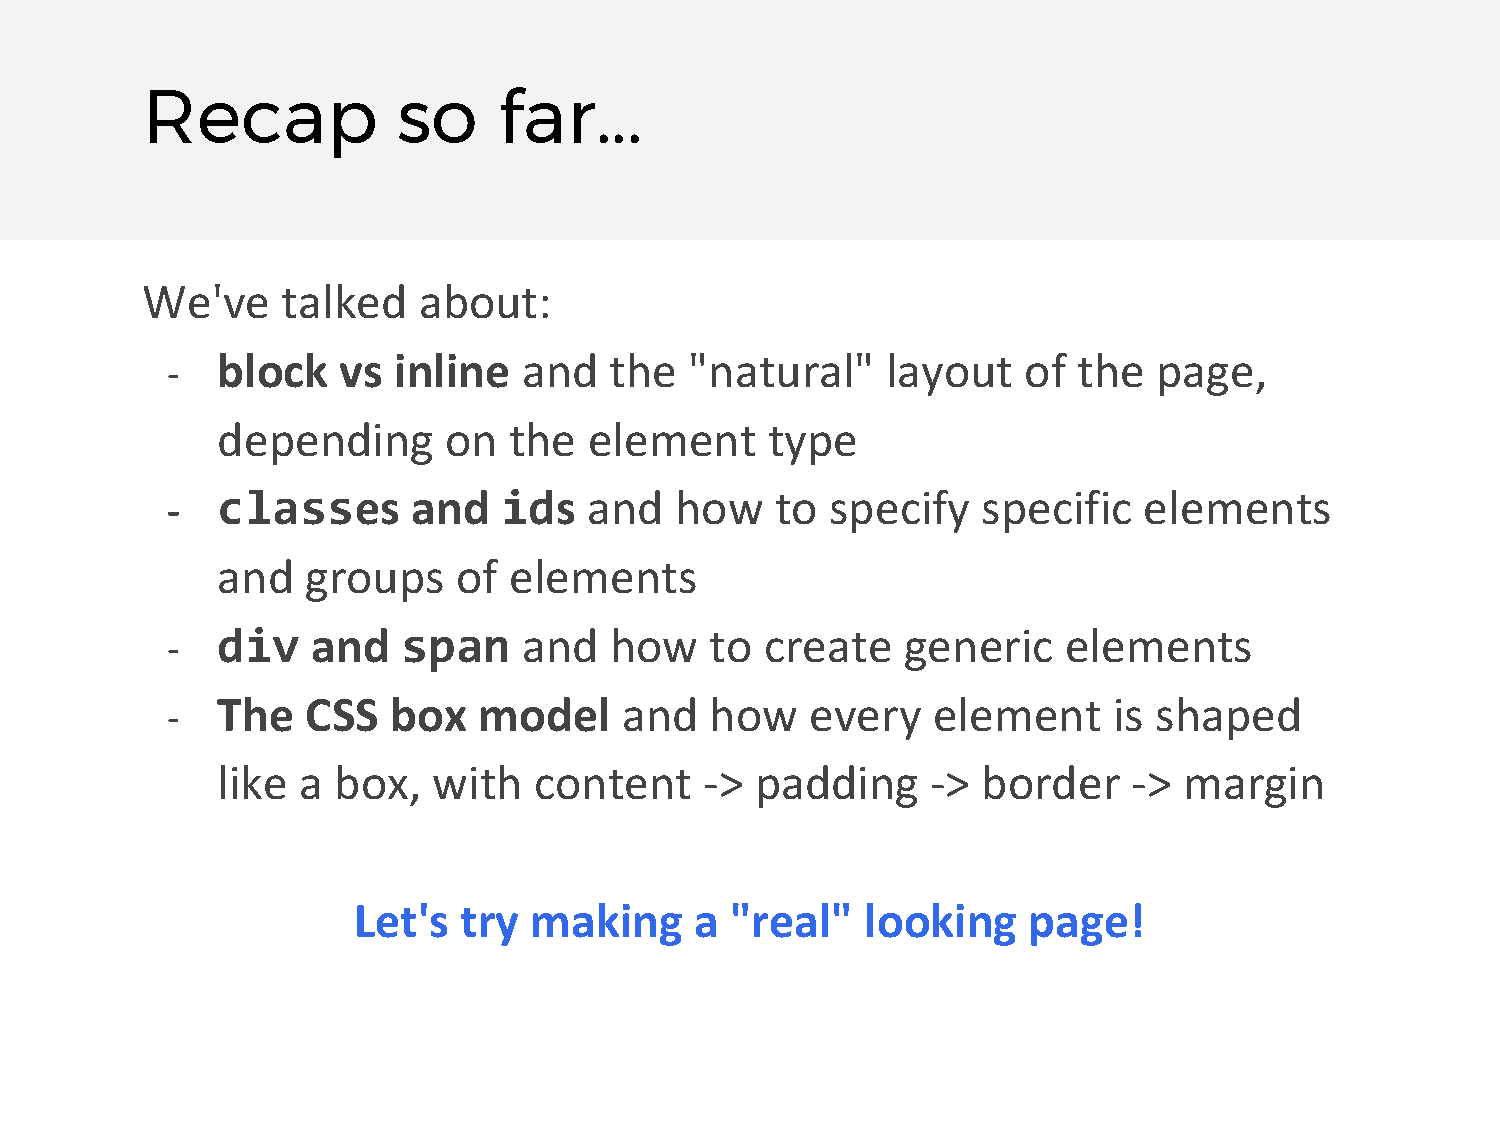 Recap so far...
We've talked about:
- block vs inline and the "natural" layout of the page,
depending on the element type
- classes and ids and how to specify specific elements
and groups of elements
- div and span and how to create generic elements
- The CSS box model and how every element is shaped
like a box, with content -> padding -> border -> margin
Let's try making a "real" looking page!